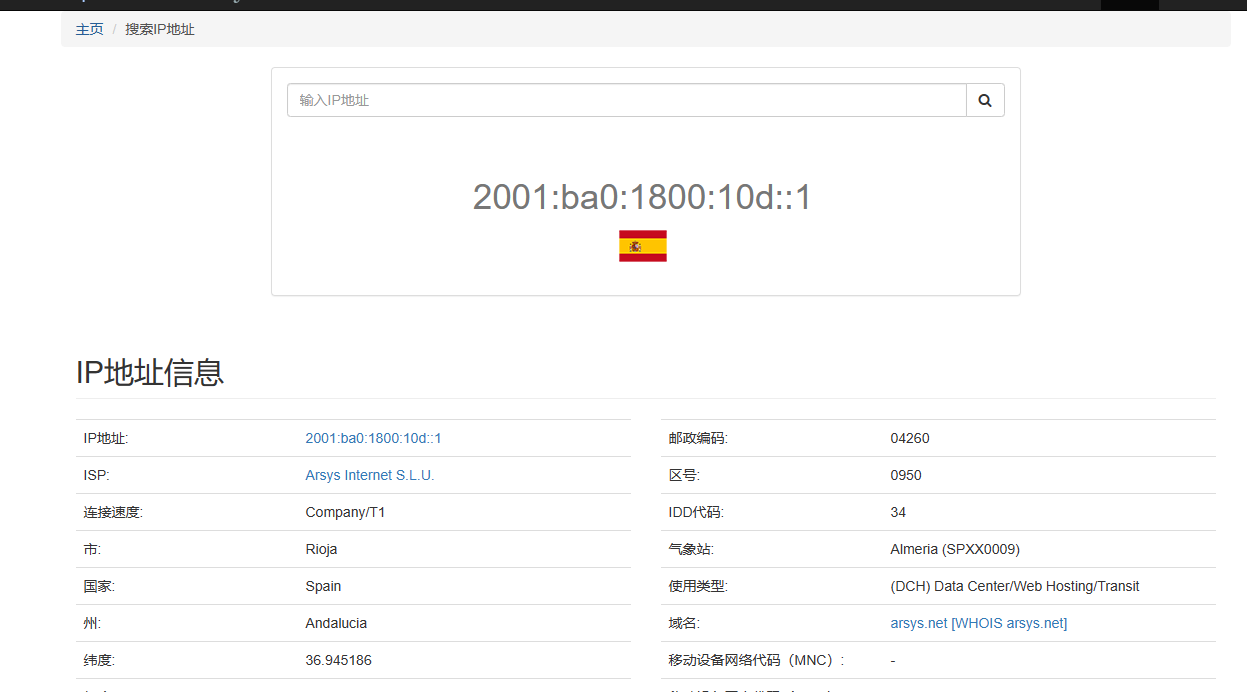 主页 / 搜索IP地址
输入IP地址
2001:ba0:1800:10d::1
IP地址信息
IP地址: 2001:ba0:1800:10d::1
ISP: Arsys Internet S.L.U.
连接速度: Company/T1
市: Rioja
国家: Spain
州: Andalucia
纬度: 36.945186
邮政编码: 04260
区号: 0950
IDD代码: 34
气象站: Almeria (SPXX0009)
使用类型: (DCH) Data Center/Web Hosting/Transit
域名: arsys.net [WHOIS arsys.net]
移动设备网络代码（MNC）: -